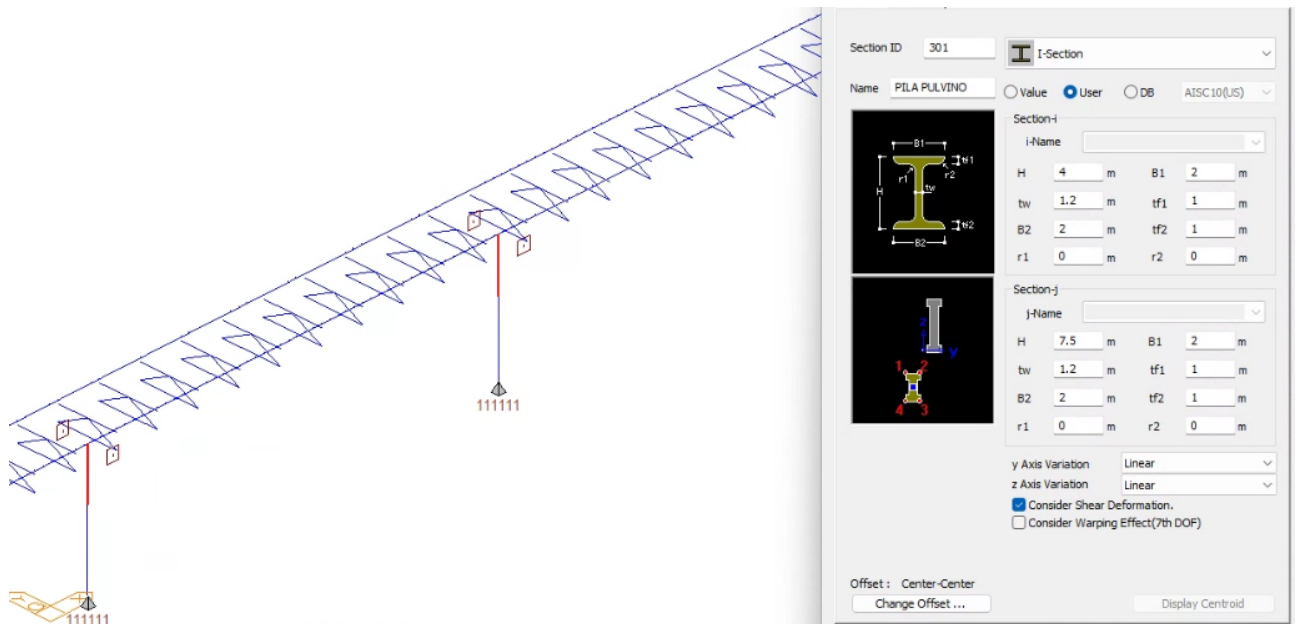 Section ID 301 I-Section
Name PILA PULVINO Value User DB AISC10(US)
Section-i
i-Name
H 4 m B1 2 m
tw 1.2 m tf1 1 m
B2 2 m tf2 1 m
r1 0 m r2 0 m
Section-j
j-Name
H 7.5 m B1 2 m
tw 1.2 m tf1 1 m
B2 2 m tf2 1 m
r1 0 m r2 0 m
y Axis Variation Linear
z Axis Variation Linear
Consider Shear Deformation.
Consider Warping Effect(7th DOF)
Offset : Center-Center
Change Offset ...
Display Centroid
B1
tf1
r1
r2
H
tw
tf2
B2
z
y
1 2
4 3
111111
111111